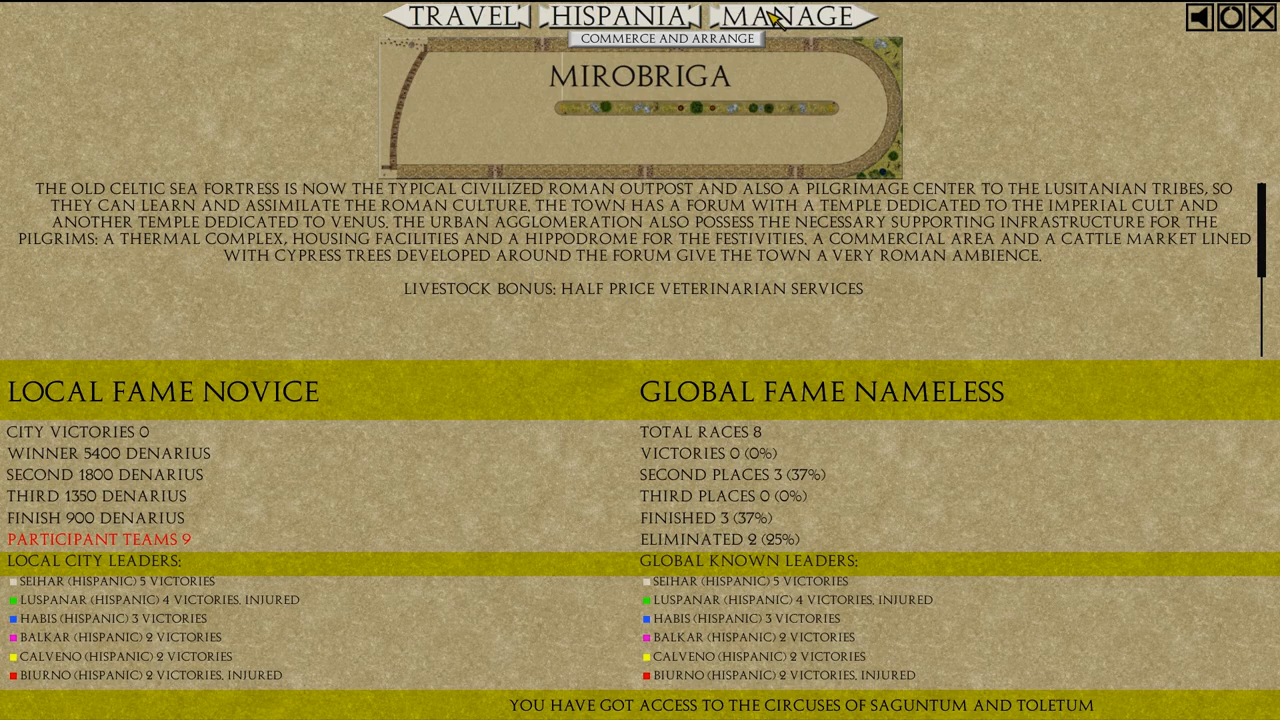 TRAVEL HISPANIA MANAGE
COMMERCE AND ARRANGE
MIROBRIGA
THE OLD CELTIC SEA FORTRESS IS NOW THE TYPICAL CIVILIZED ROMAN OUTPOST AND ALSO A PILGRIMAGE CENTER TO THE LUSITANIAN TRIBES, SO
THEY CAN LEARN AND ASSIMILATE THE ROMAN CULTURE. THE TOWN HAS A FORUM WITH A TEMPLE DEDICATED TO THE IMPERIAL CULT AND
ANOTHER TEMPLE DEDICATED TO VENUS. THE URBAN AGGLOMERATION ALSO POSSESS THE NECESSARY SUPPORTING INFRASTRUCTURE FOR THE
PILGRIMS: A THERMAL COMPLEX, HOUSING FACILITIES AND A HIPPODROME FOR THE FESTIVITIES. A COMMERCIAL AREA AND A CATTLE MARKET LINED
WITH CYPRESS TREES DEVELOPED AROUND THE FORUM GIVE THE TOWN A VERY ROMAN AMBIENCE.
LIVESTOCK BONUS: HALF PRICE VETERINARIAN SERVICES
LOCAL FAME NOVICE
CITY VICTORIES 0
WINNER 5400 DENARIUS
SECOND 1800 DENARIUS
THIRD 1350 DENARIUS
FINISH 900 DENARIUS
PARTICIPANT TEAMS 9
LOCAL CITY LEADERS:
SEIHAR (HISPANIC) 5 VICTORIES
LUSPANAR (HISPANIC) 4 VICTORIES, INJURED
HABIS (HISPANIC) 3 VICTORIES
BALKAR (HISPANIC) 2 VICTORIES
CALVENO (HISPANIC) 2 VICTORIES
BIURNO (HISPANIC) 2 VICTORIES, INJURED
GLOBAL FAME NAMELESS
TOTAL RACES 8
VICTORIES 0 (0%)
SECOND PLACES 3 (37%)
THIRD PLACES 0 (0%)
FINISHED 3 (37%)
ELIMINATED 2 (25%)
GLOBAL KNOWN LEADERS:
SEIHAR (HISPANIC) 5 VICTORIES
LUSPANAR (HISPANIC) 4 VICTORIES, INJURED
HABIS (HISPANIC) 3 VICTORIES
BALKAR (HISPANIC) 2 VICTORIES
CALVENO (HISPANIC) 2 VICTORIES
BIURNO (HISPANIC) 2 VICTORIES, INJURED
YOU HAVE GOT ACCESS TO THE CIRCUSES OF SAGUNTUM AND TOLETUM